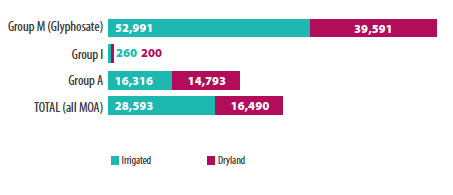 Group M (Glyphosate) 52,991 39,591
Group I 260 200
Group A 16,316 14,793
TOTAL (all MOA) 28,593 16,490
Irrigated Dryland